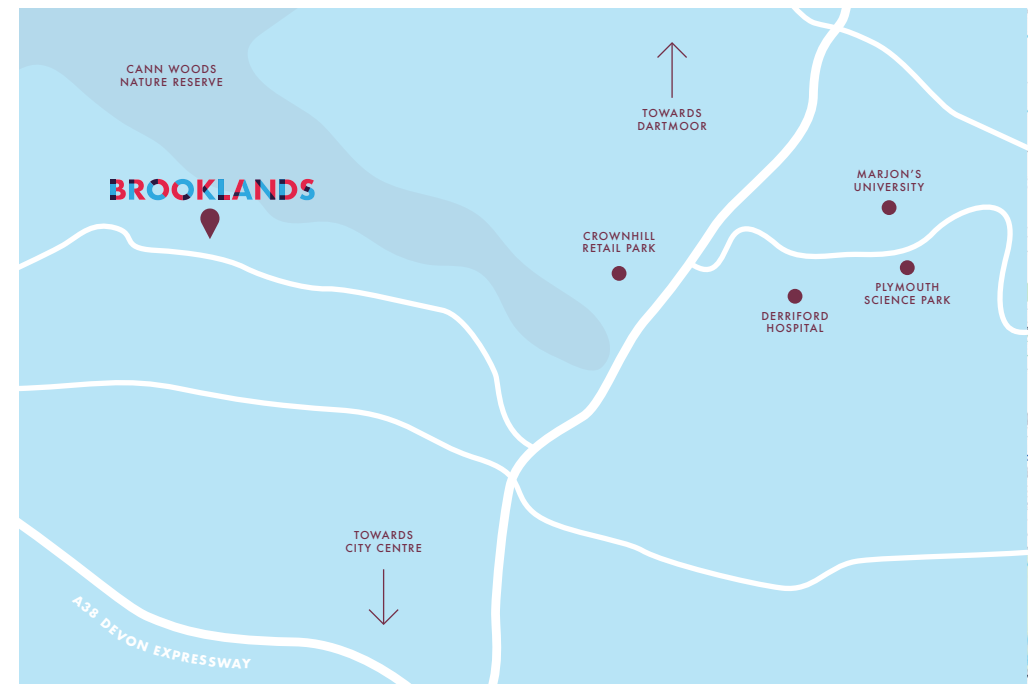 CANN WOODS
NATURE RESERVE
TOWARDS
DARTMOOR
BROOKLANDS
MARJON'S
UNIVERSITY
CROWNHILL
RETAIL PARK
PLYMOUTH
SCIENCE PARK
DERRIFORD
HOSPITAL
TOWARDS
CITY CENTRE
A38 DEVON EXPRESSWAY